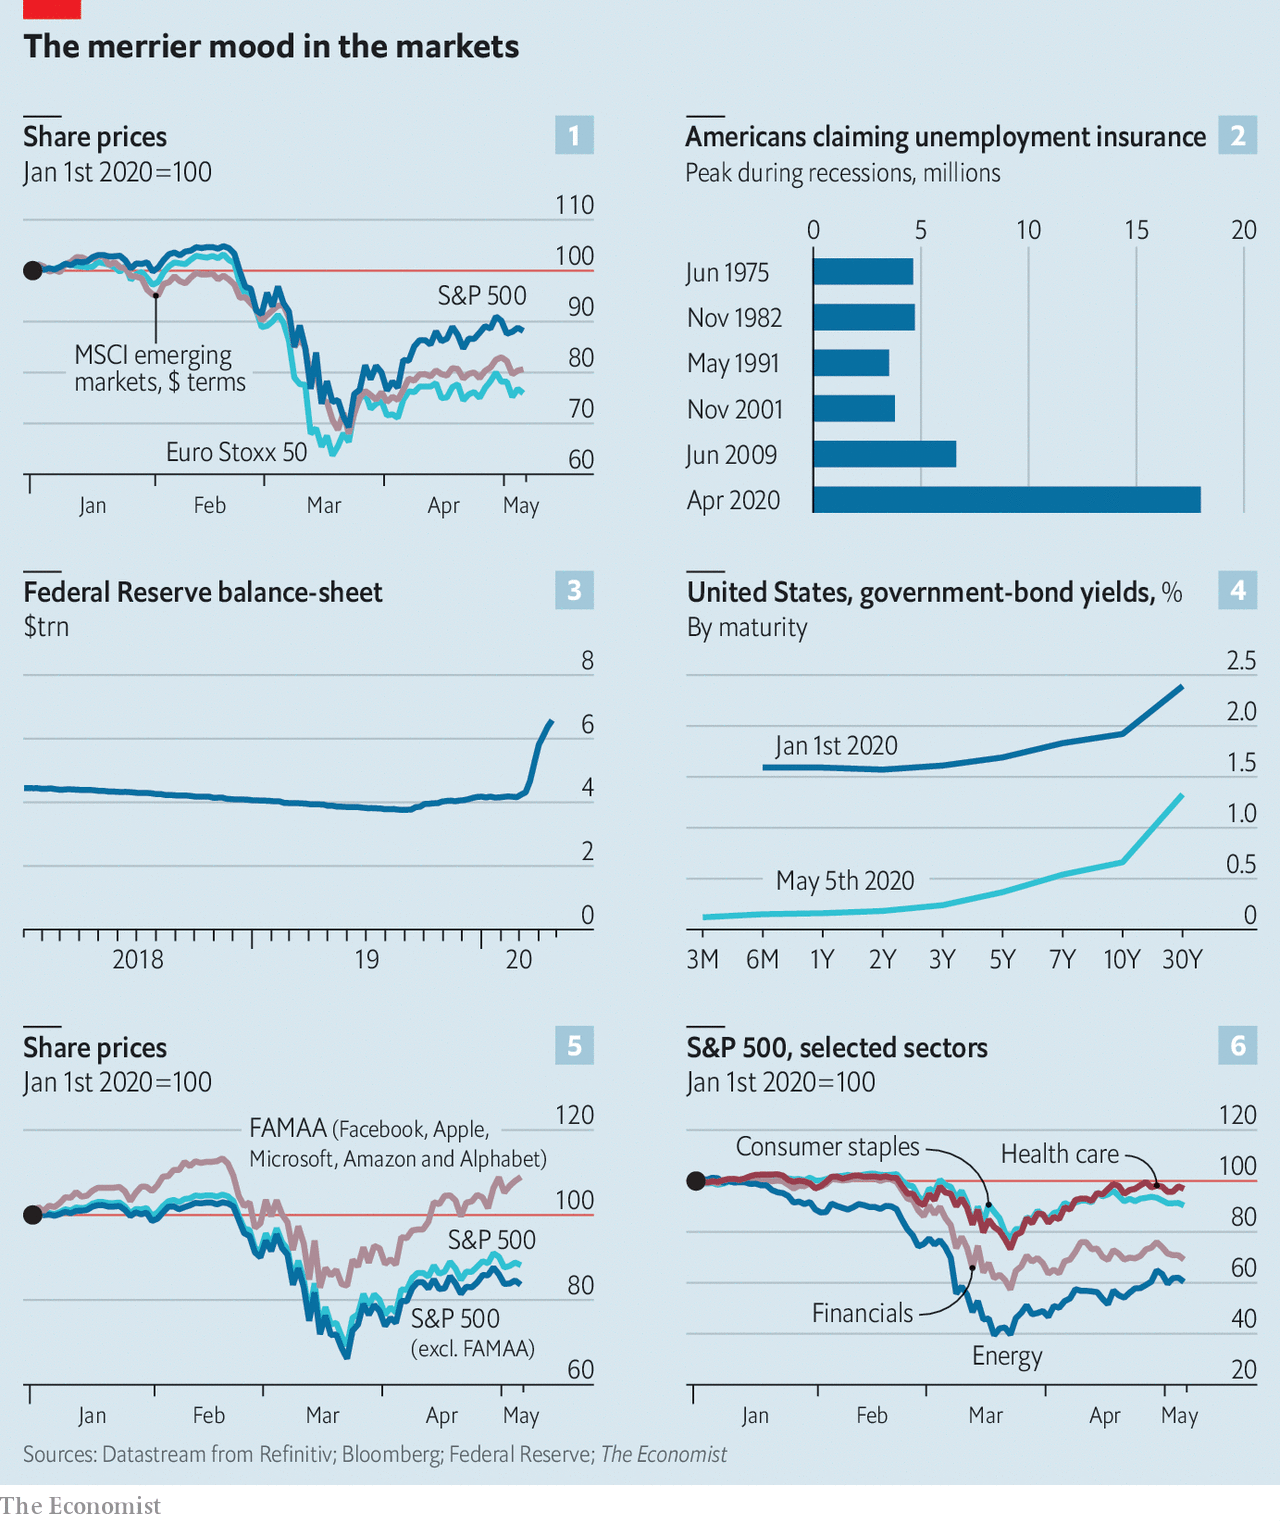 The merrier mood in the markets
Share prices
1
Jan 1st 2020=100
110
100
90
80
70
60
S&P 500
MSCI emerging
markets, $ terms
Euro Stoxx 50
Jan
Feb
Mar
Apr
May
Americans claiming unemployment insurance
2
Peak during recessions, millions
0
5
10
15
20
Jun 1975
Nov 1982
May 1991
Nov 2001
Jun 2009
Apr 2020
Federal Reserve balance-sheet
3
$trn
8
6
4
2
0
2018
19
20
United States, government-bond yields, %
4
By maturity
2.5
2.0
1.5
1.0
0.5
0
Jan 1st 2020
May 5th 2020
3M
6M
1Y
2Y
3Y
5Y
7Y
10Y
30Y
Share prices
5
Jan 1st 2020=100
120
100
80
60
FAMAA (Facebook, Apple,
Microsoft, Amazon and Alphabet)
S&P 500
S&P 500
(excl. FAMAA)
Jan
Feb
Mar
Apr
May
S&P 500, selected sectors
6
Jan 1st 2020=100
120
100
80
60
40
20
Consumer staples
Health care
Financials
Energy
Jan
Feb
Mar
Apr
May
Sources: Datastream from Refinitiv; Bloomberg; Federal Reserve; The Economist
The Economist